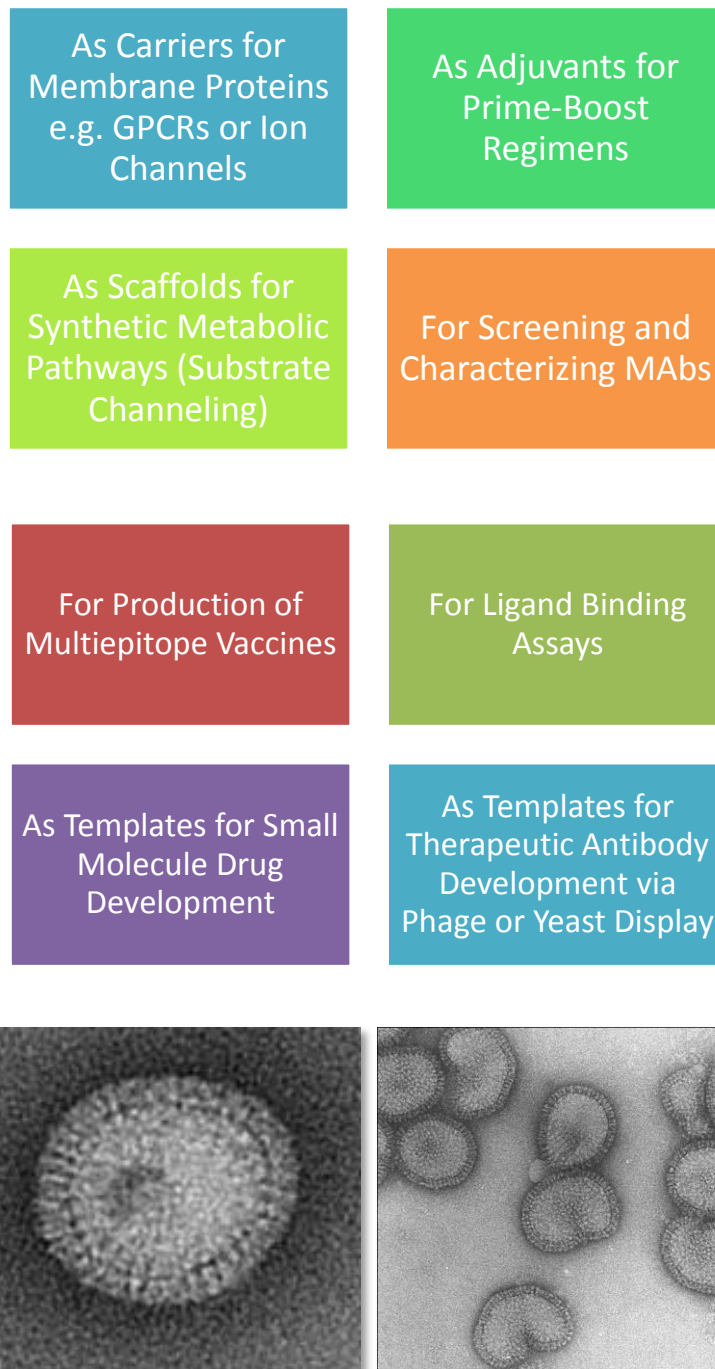 As Carriers for
Membrane Proteins
e.g. GPCRs or Ion
Channels
As Adjuvants for
Prime-Boost
Regimens
As Scaffolds for
Synthetic Metabolic
Pathways (Substrate
Channeling)
For Screening and
Characterizing MAbs
For Production of
Multiepitope Vaccines
For Ligand Binding
Assays
As Templates for Small
Molecule Drug
Development
As Templates for
Therapeutic Antibody
Development via
Phage or Yeast Display